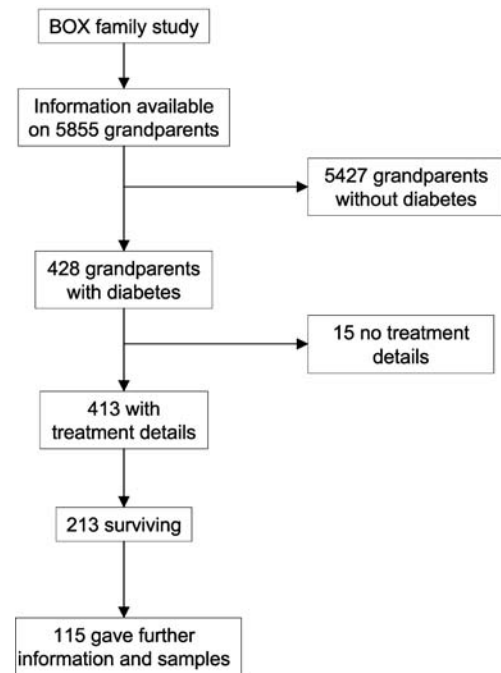 BOX family study
Information available
on 5855 grandparents
5427 grandparents
without diabetes
428 grandparents
with diabetes
15 no treatment
details
413 with
treatment details
213 surviving
115 gave further
information and samples